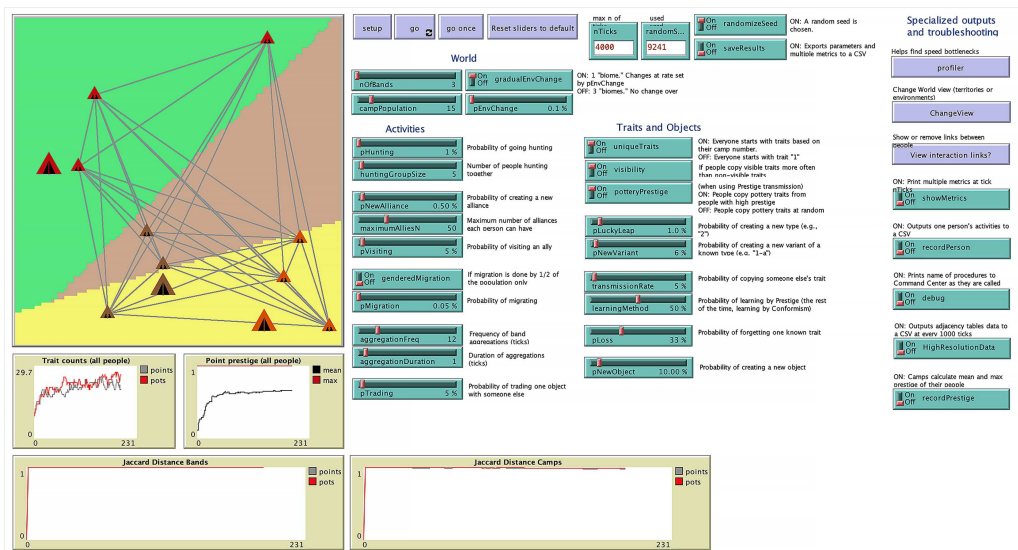 setup
go
go once
Reset sliders to default
max n of
nTicks
4000
used
randomS...
9241
On
Off
randomizeSeed
ON: A random seed is
chosen.
On
Off
saveResults
ON: Exports parameters and
multiple metrics to a CSV
World
nOfBands 3
On
Off
gradualEnvChange
ON: 1 "biome." Changes at rate set
by pEnvChange
OFF: 3 "biomes." No change over
campPopulation 15
pEnvChange 0.1 %
Activities
pHunting 1 %
Probability of going hunting
huntingGroupSize 5
Number of people hunting
together
pNewAlliance 0.50 %
Probability of creating a new
alliance
maximumAlliesN 50
Maximum number of alliances
each person can have
pVisiting 5 %
Probability of visiting an ally
On
Off
genderedMigration
If migration is done by 1/2 of
the population only
pMigration 0.05 %
Probability of migrating
aggregationFreq 12
Frequency of band
aggregations (ticks)
aggregationDuration 1
Duration of aggregations
(ticks)
pTrading 5 %
Probability of trading one object
with someone else
Traits and Objects
On
Off
uniqueTraits
ON: Everyone starts with traits based on
their camp number.
OFF: Everyone starts with trait "1"
On
Off
visibility
If people copy visible traits more often
than non-visible traits
On
Off
potteryPrestige
(when using Prestige transmission)
ON: People copy pottery traits from
people with high prestige
OFF: People copy pottery traits at random
pLuckyLeap 1.0 %
Probability of creating a new type (e.g.,
"2")
pNewVariant 6 %
Probability of creating a new variant of a
known type (e.g. "1-a")
transmissionRate 5 %
Probability of copying someone else's trait
learningMethod 50 %
Probability of learning by Prestige (the rest
of the time, learning by Conformism)
pLoss 33 %
Probability of forgetting one known trait
pNewObject 10.00 %
Probability of creating a new object
Specialized outputs
and troubleshooting
Helps find speed bottlenecks
profiler
Change World view (territories or
environments)
ChangeView
Show or remove links between
people
View interaction links?
ON: Print multiple metrics at tick
nTicks
On
Off
showMetrics
ON: Outputs one person's activities to
a CSV
On
Off
recordPerson
ON: Prints name of procedures to
Command Center as they are called
On
Off
debug
ON: Outputs adjacency tables data to
a CSV at every 1000 ticks
On
Off
HighResolutionData
ON: Camps calculate mean and max
prestige of their people
On
Off
recordPrestige
Trait counts (all people)
29.7
0
0
231
points
pots
Point prestige (all people)
1
0
0
231
mean
max
Jaccard Distance Bands
1
0
0
231
points
pots
Jaccard Distance Camps
1
0
0
231
points
pots